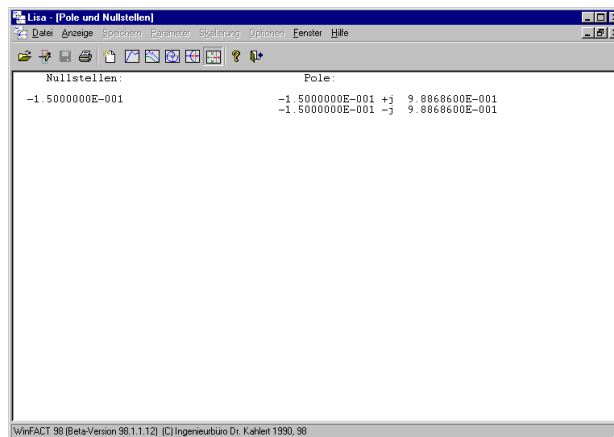 Lisa - [Pole und Nullstellen]
Datei Anzeige Speichern Parameter Skalierung Optionen Fenster Hilfe
Nullstellen: Pole:
-1.5000000E-001 -1.5000000E-001 +j 9.8868600E-001
-1.5000000E-001 -j 9.8868600E-001
WinFACT 98 (Beta-Version 98.1.1.12) (C) Ingenieurbüro Dr. Kahlert 1990, 98